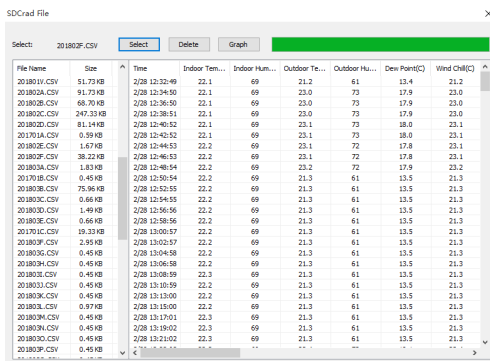 SDCrad File
Select: 201802F.CSV Select Delete Graph
File Name Size Time Indoor Tem... Indoor Hum... Outdoor Te... Outdoor Hu... Dew Point(C) Wind Chill(C)
201801V.CSV 51.73 KB 2/28 12:32:49 22.1 69 21.2 61 13.4 21.2
201802A.CSV 91.73 KB 2/28 12:34:50 22.1 69 23.0 73 17.9 23.0
201802B.CSV 68.70 KB 2/28 12:36:50 22.1 69 23.0 73 17.9 23.0
201802C.CSV 247.33 KB 2/28 12:38:51 22.1 69 23.0 73 17.9 23.0
201802D.CSV 81.14 KB 2/28 12:40:52 22.1 69 23.1 73 18.0 23.1
201701A.CSV 0.59 KB 2/28 12:42:52 22.1 69 23.1 73 18.0 23.1
201802E.CSV 1.67 KB 2/28 12:44:53 22.2 69 23.1 72 17.8 23.1
201802F.CSV 38.22 KB 2/28 12:46:53 22.2 69 23.1 72 17.8 23.1
201803A.CSV 1.83 KB 2/28 12:48:54 22.2 69 23.2 72 17.9 23.2
201701B.CSV 0.45 KB 2/28 12:50:54 22.2 69 21.3 61 13.5 21.3
201803B.CSV 75.96 KB 2/28 12:52:55 22.2 69 21.3 61 13.5 21.3
201803C.CSV 0.66 KB 2/28 12:54:55 22.2 69 21.3 61 13.5 21.3
201803D.CSV 1.49 KB 2/28 12:56:56 22.2 69 21.3 61 13.5 21.3
201803E.CSV 0.66 KB 2/28 12:58:56 22.2 69 21.3 61 13.5 21.3
201701C.CSV 19.33 KB 2/28 13:00:57 22.2 69 21.3 61 13.5 21.3
201803F.CSV 2.95 KB 2/28 13:02:57 22.2 69 21.3 61 13.5 21.3
201803G.CSV 0.45 KB 2/28 13:04:58 22.2 69 21.3 61 13.5 21.3
201803H.CSV 0.45 KB 2/28 13:06:58 22.2 69 21.3 61 13.5 21.3
201803I.CSV 0.45 KB 2/28 13:08:59 22.3 69 21.3 61 13.5 21.3
201803J.CSV 0.45 KB 2/28 13:10:59 22.2 69 21.3 61 13.5 21.3
201803K.CSV 0.45 KB 2/28 13:13:00 22.2 69 21.3 61 13.5 21.3
201803L.CSV 0.97 KB 2/28 13:15:00 22.2 69 21.3 61 13.5 21.3
201803M.CSV 0.45 KB 2/28 13:17:01 22.3 69 21.3 61 13.5 21.3
201803N.CSV 0.45 KB 2/28 13:19:02 22.3 69 21.3 61 13.5 21.3
201803O.CSV 0.45 KB 2/28 13:21:02 22.3 69 21.3 61 13.5 21.3
201803P.CSV 0.45 KB